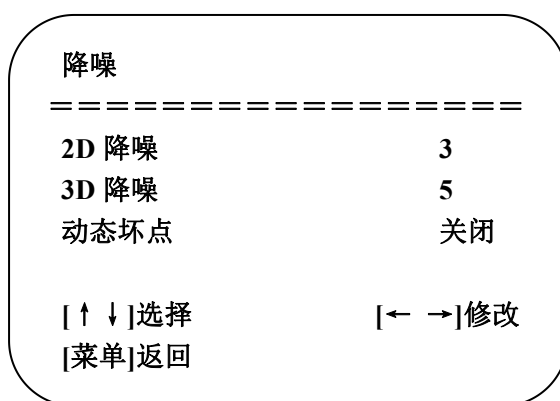 降噪
==================
2D 降噪 3
3D 降噪 5
动态坏点 关闭
[↑ ↓]选择 [← →]修改
[菜单]返回